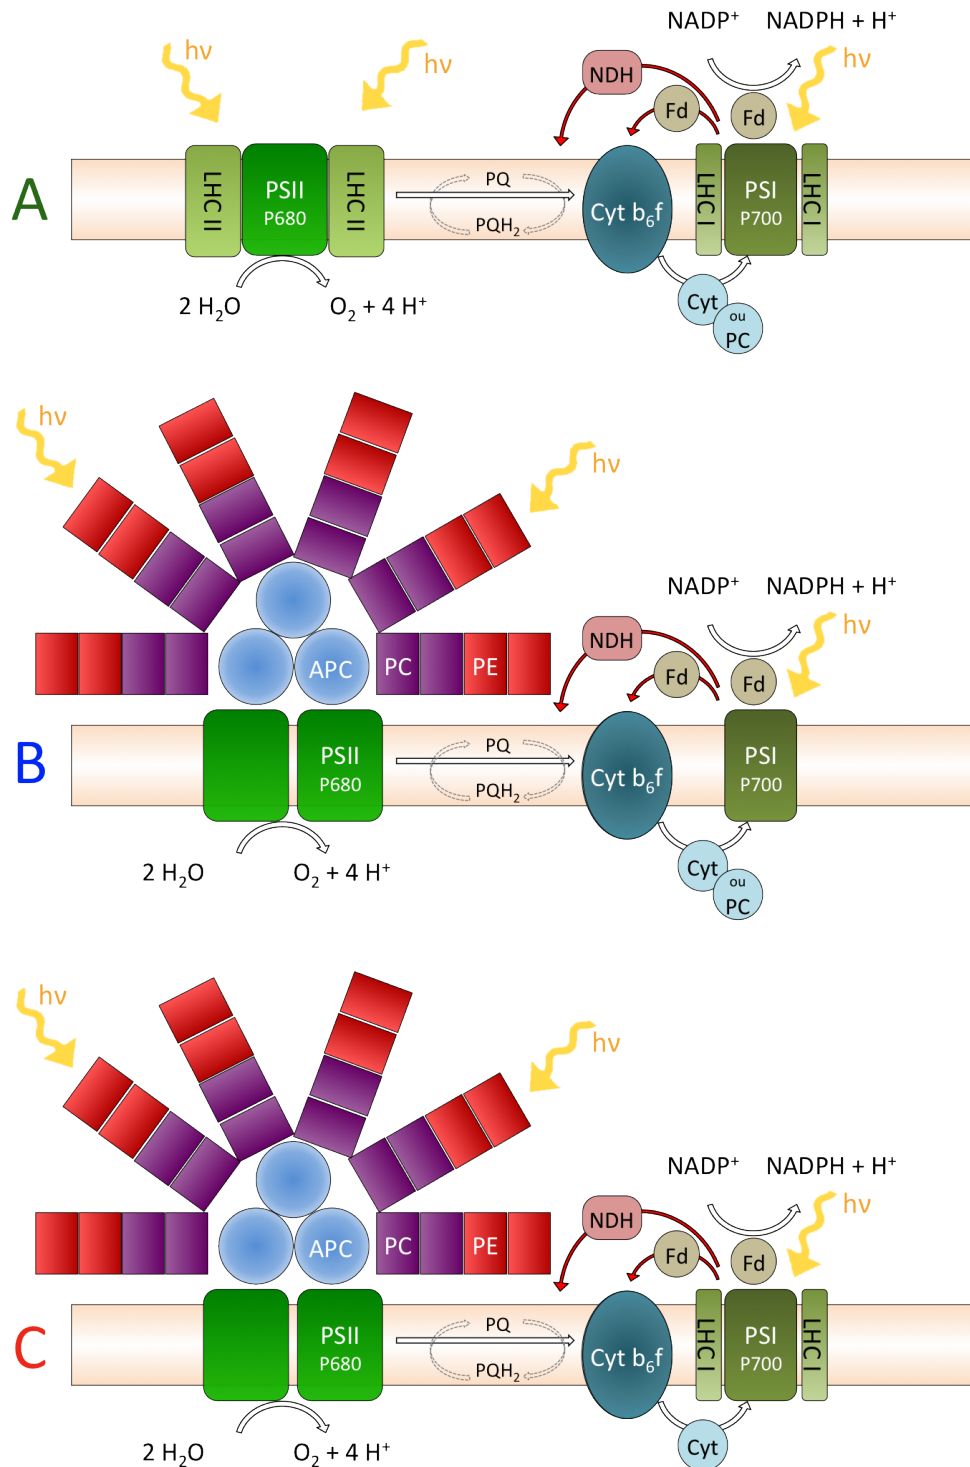 NADP⁺ NADPH + H⁺
hν hν hν
NDH
Fd Fd
A
LHC II PSII LHC II PQ Cyt b₆f LHC I PSI LHC I
P680 P700
PQH₂
2 H₂O O₂ + 4 H⁺ Cyt
ou
PC
hν
hν
NADP⁺ NADPH + H⁺
hν
NDH
APC PC PE Fd Fd
B
PSII PQ Cyt b₆f PSI
P680 P700
PQH₂
2 H₂O O₂ + 4 H⁺ Cyt
ou
PC
hν
hν
NADP⁺ NADPH + H⁺
hν
NDH
APC PC PE Fd Fd
C
PSII PQ Cyt b₆f LHC I PSI LHC I
P680 P700
PQH₂
2 H₂O O₂ + 4 H⁺ Cyt